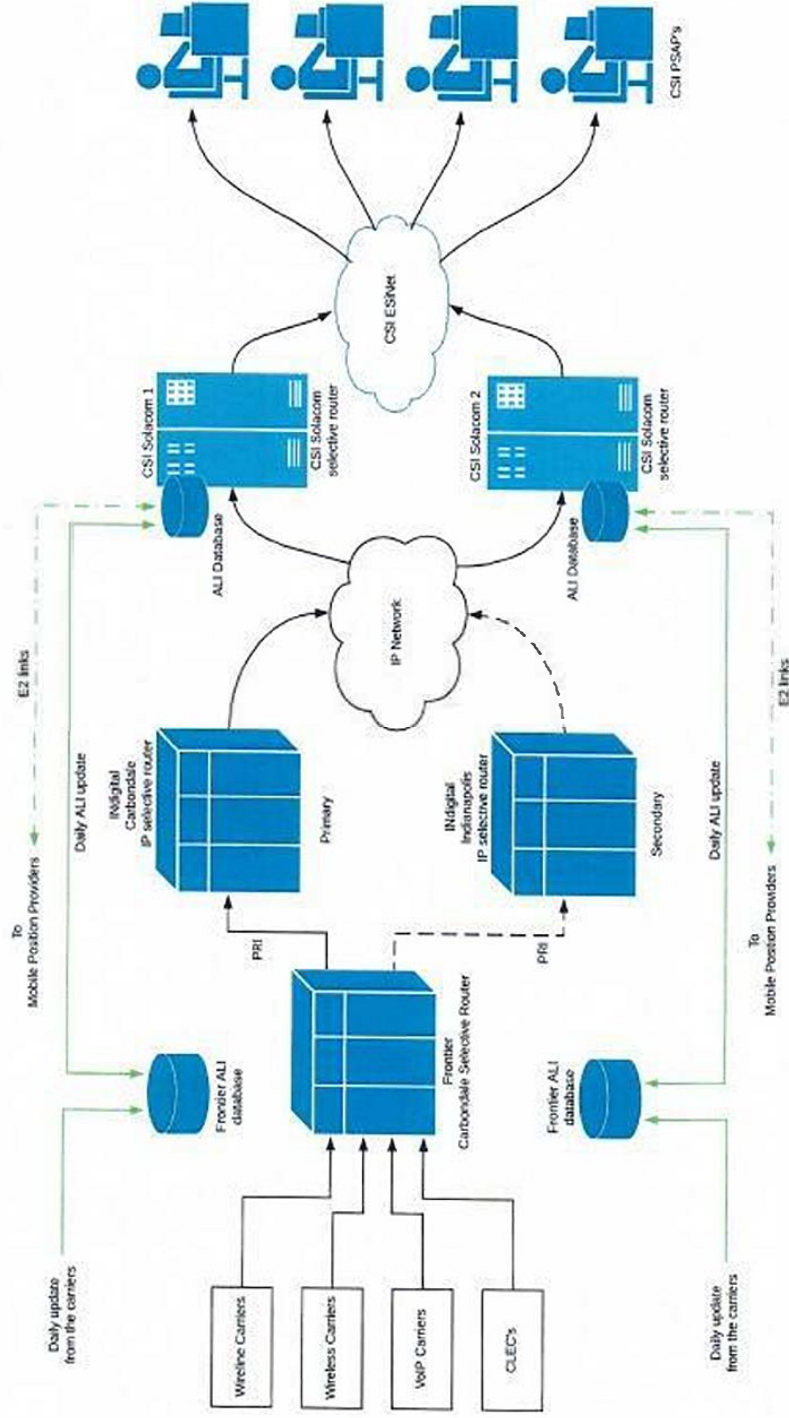 Daily update
from the carriers
Wireline Carriers
Wireless Carriers
VoIP Carriers
CLEC's
Daily update
from the carriers
Frontier ALI
database
Frontier
Carbondale Selective Router
Frontier ALI
database
To
Mobile Position Providers
E2 links
Daily ALI update
PRI
PRI
INdigital
Carbondale
IP selective router
Primary
INdigital
Indianapolis
IP selective router
Secondary
Daily ALI update
To
Mobile Position Providers
E2 links
IP Network
ALI Database
CSI Solacom 1
CSI Solacom
selective router
ALI Database
CSI Solacom 2
CSI Solacom
selective router
CSI ESiNet
CSI PSAP's